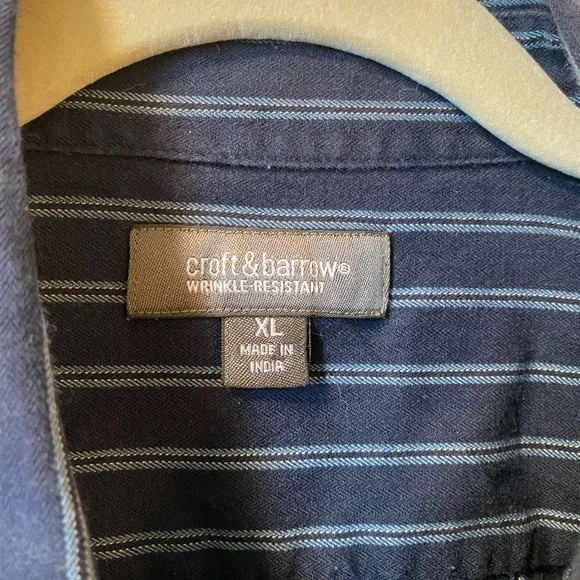 croft&barrow®
WRINKLE-RESISTANT
XL
MADE IN
INDIA